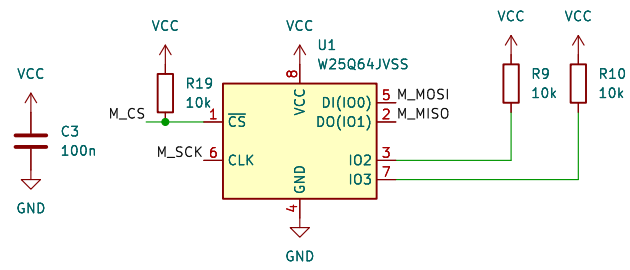 VCC
C3
100n
GND
VCC
R19
10k
M_CS
M_SCK
VCC
U1
W25Q64JVSS
8
VCC
1
CS
6
CLK
DI(IO0)
5
M_MOSI
DO(IO1)
2
M_MISO
IO2
3
IO3
7
GND
4
GND
VCC
R9
10k
VCC
R10
10k